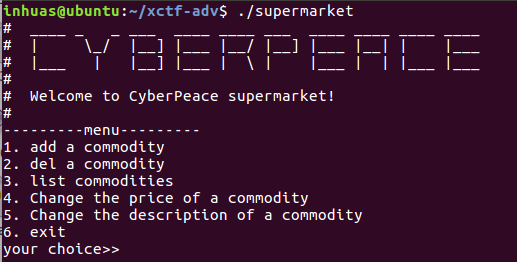 inhuas@ubuntu:~/xctf-adv$ ./supermarket
# CYBERPEACE
#
#
#
# Welcome to CyberPeace supermarket!
#
---------menu---------
1. add a commodity
2. del a commodity
3. list commodities
4. Change the price of a commodity
5. Change the description of a commodity
6. exit
your choice>>